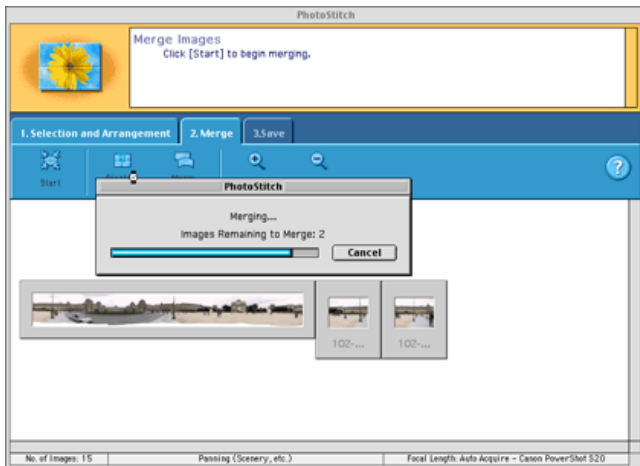 PhotoStitch
Merge Images
Click [Start] to begin merging.
1. Selection and Arrangement
2.Merge
3.Save
Start
PhotoStitch
Merging...
Images Remaining to Merge: 2
Cancel
102-...
102-...
No. of Images: 15
Panning (Scenery, etc.)
Focal Length: Auto Acquire - Canon PowerShot S20